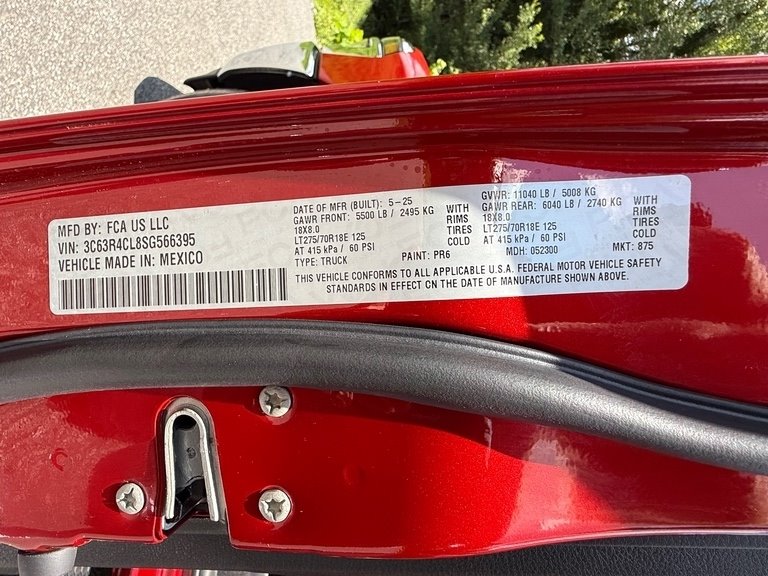 MFD BY: FCA US LLC
VIN: 3C63R4CL8SG566395
VEHICLE MADE IN: MEXICO
DATE OF MFR (BUILT): 5-25
GAWR FRONT: 5500 LB / 2495 KG WITH
18X8.0 RIMS
LT275/70R18E 125 TIRES
AT 415 kPa / 60 PSI COLD
TYPE: TRUCK PAINT: PR6
GVWR: 11040 LB / 5008 KG
GAWR REAR: 6040 LB / 2740 KG WITH
18X8.0 RIMS
LT275/70R18E 125 TIRES
AT 415 kPa / 60 PSI COLD
MDH: 052300 MKT: 875
THIS VEHICLE CONFORMS TO ALL APPLICABLE U.S.A. FEDERAL MOTOR VEHICLE SAFETY
STANDARDS IN EFFECT ON THE DATE OF MANUFACTURE SHOWN ABOVE.